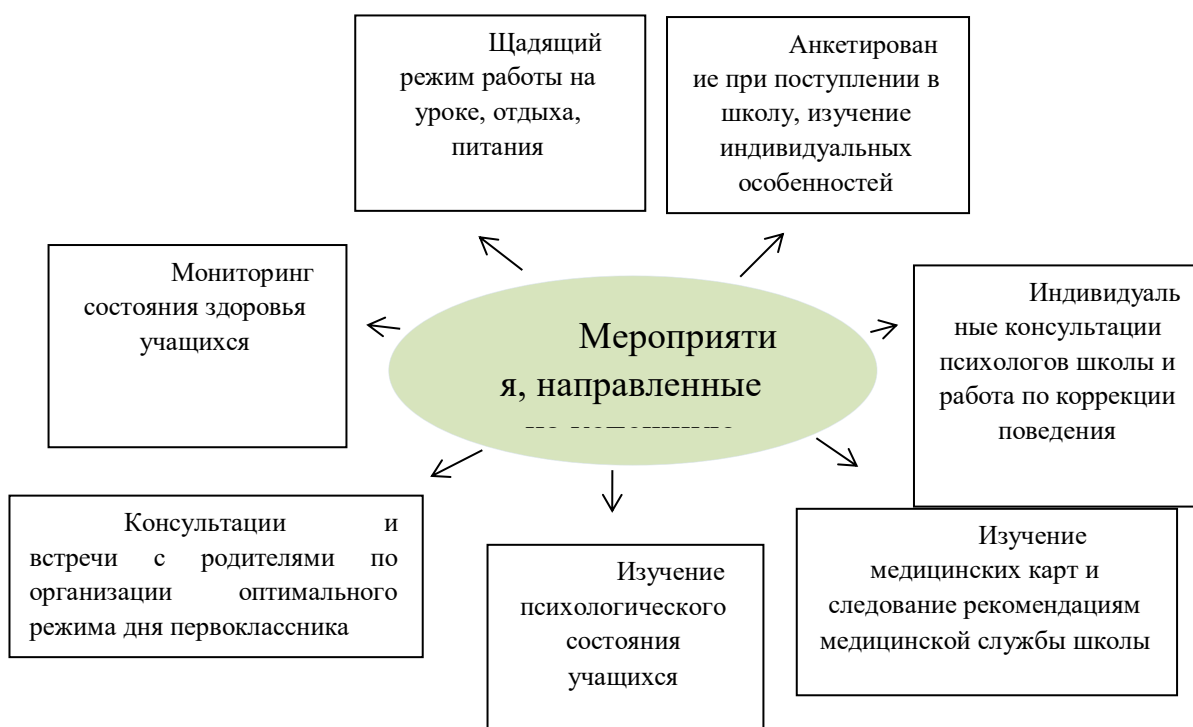 Щадящий
режим работы на
уроке, отдыха,
питания
Анкетирован
ие при поступлении в
школу, изучение
индивидуальных
особенностей
Мониторинг
состояния здоровья
учащихся
Мероприяти
я, направленные
Индивидуаль
ные консультации
психологов школы и
работа по коррекции
поведения
Консультации и
встречи с родителями по
организации оптимального
режима дня первоклассника
Изучение
психологического
состояния
учащихся
Изучение
медицинских карт и
следование рекомендациям
медицинской службы школы